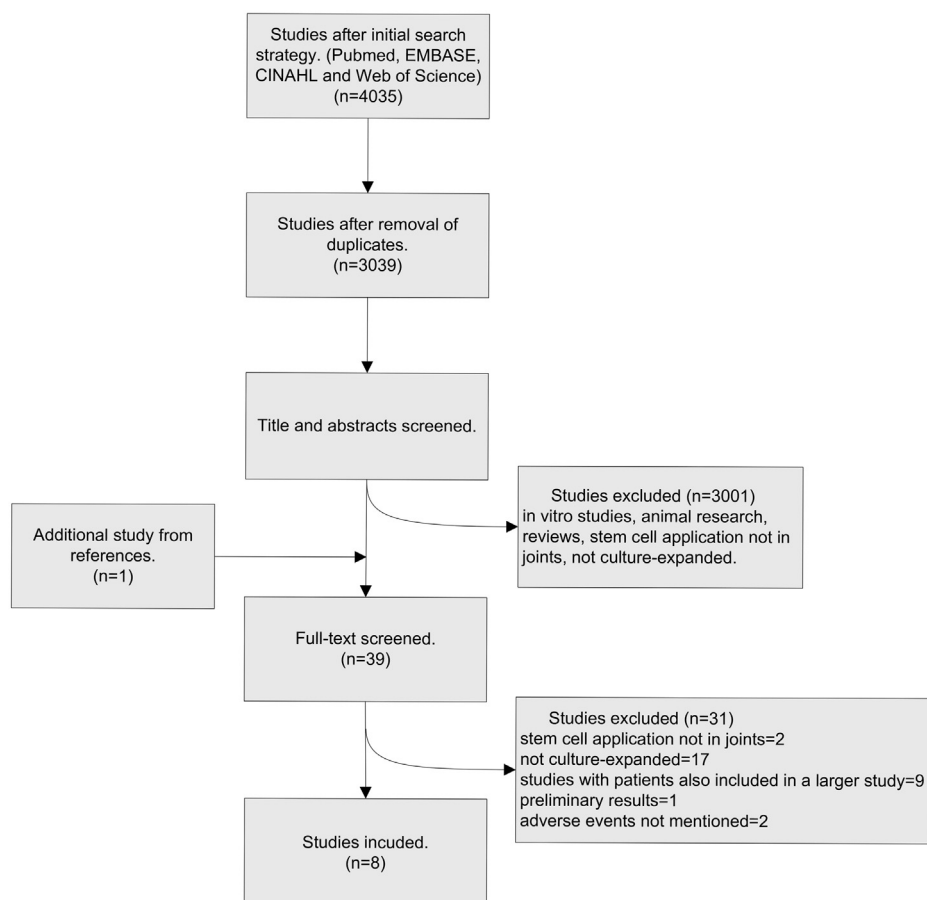 Studies after initial search
strategy. (Pubmed, EMBASE,
CINAHL and Web of Science)
(n=4035)
Studies after removal of
duplicates.
(n=3039)
Title and abstracts screened.
Studies excluded (n=3001)
in vitro studies, animal research,
reviews, stem cell application not in
joints, not culture-expanded.
Additional study from
references.
(n=1)
Full-text screened.
(n=39)
Studies excluded (n=31)
stem cell application not in joints=2
not culture-expanded=17
studies with patients also included in a larger study=9
preliminary results=1
adverse events not mentioned=2
Studies incuded.
(n=8)